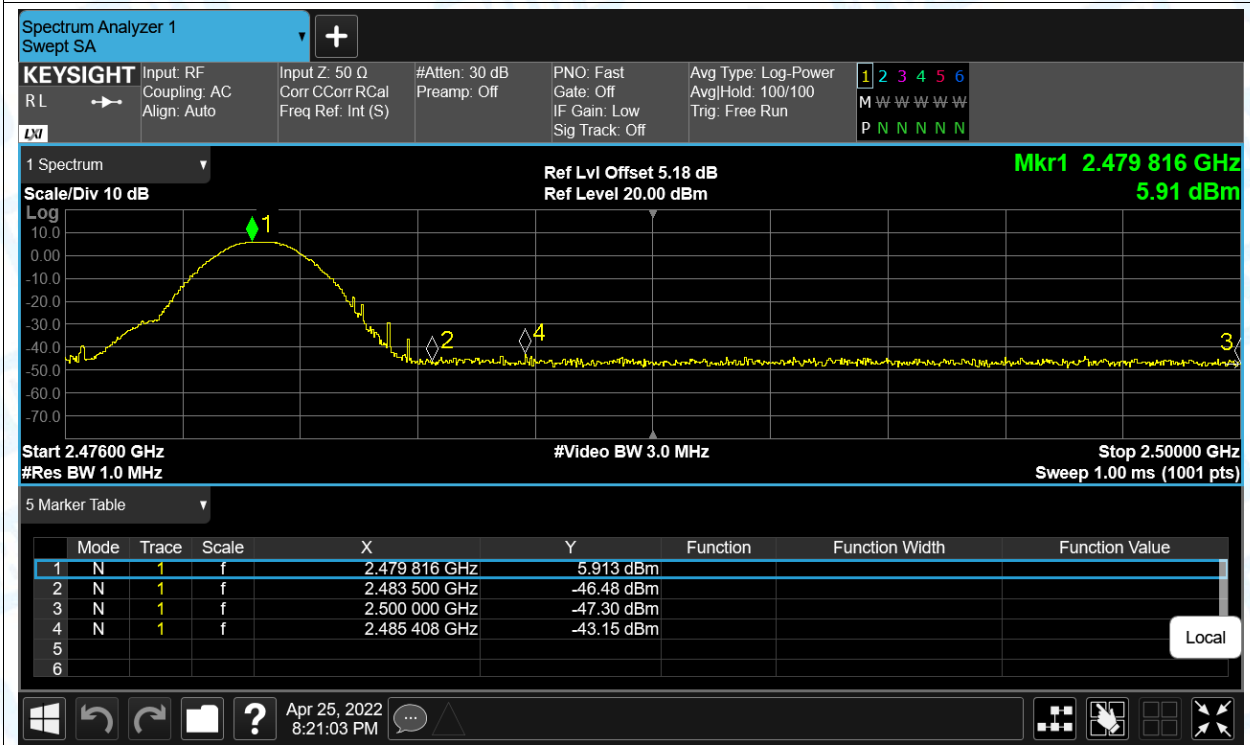 Spectrum Analyzer 1
Swept SA
+
KEYSIGHT
R L
LXI
Input: RF
Coupling: AC
Align: Auto
Input Z: 50 Ω
Corr CCorr RCal
Freq Ref: Int (S)
#Atten: 30 dB
Preamp: Off
PNO: Fast
Gate: Off
IF Gain: Low
Sig Track: Off
Avg Type: Log-Power
Avg|Hold: 100/100
Trig: Free Run
1 2 3 4 5 6
M W W W W W
P N N N N N
1 Spectrum
Scale/Div 10 dB
Ref Lvl Offset 5.18 dB
Ref Level 20.00 dBm
Mkr1 2.479 816 GHz
5.91 dBm
Log
10.0
0.00
-10.0
-20.0
-30.0
-40.0
-50.0
-60.0
-70.0
1
2
4
3
Start 2.47600 GHz
#Video BW 3.0 MHz
Stop 2.50000 GHz
#Res BW 1.0 MHz
Sweep 1.00 ms (1001 pts)
5 Marker Table
Mode Trace Scale X Y Function Function Width Function Value
1 N 1 f 2.479 816 GHz 5.913 dBm
2 N 1 f 2.483 500 GHz -46.48 dBm
3 N 1 f 2.500 000 GHz -47.30 dBm
4 N 1 f 2.485 408 GHz -43.15 dBm
5
6
Local
?
Apr 25, 2022
8:21:03 PM